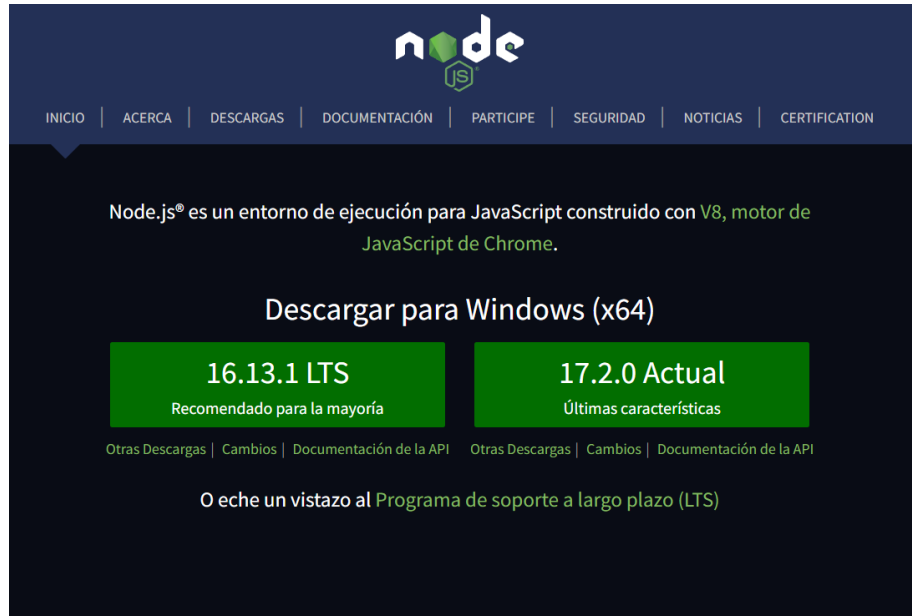 node
JS
INICIO | ACERCA | DESCARGAS | DOCUMENTACIÓN | PARTICIPE | SEGURIDAD | NOTICIAS | CERTIFICATION
Node.js® es un entorno de ejecución para JavaScript construido con V8, motor de
JavaScript de Chrome.
Descargar para Windows (x64)
16.13.1 LTS
Recomendado para la mayoría
17.2.0 Actual
Últimas características
Otras Descargas | Cambios | Documentación de la API
Otras Descargas | Cambios | Documentación de la API
O eche un vistazo al Programa de soporte a largo plazo (LTS)